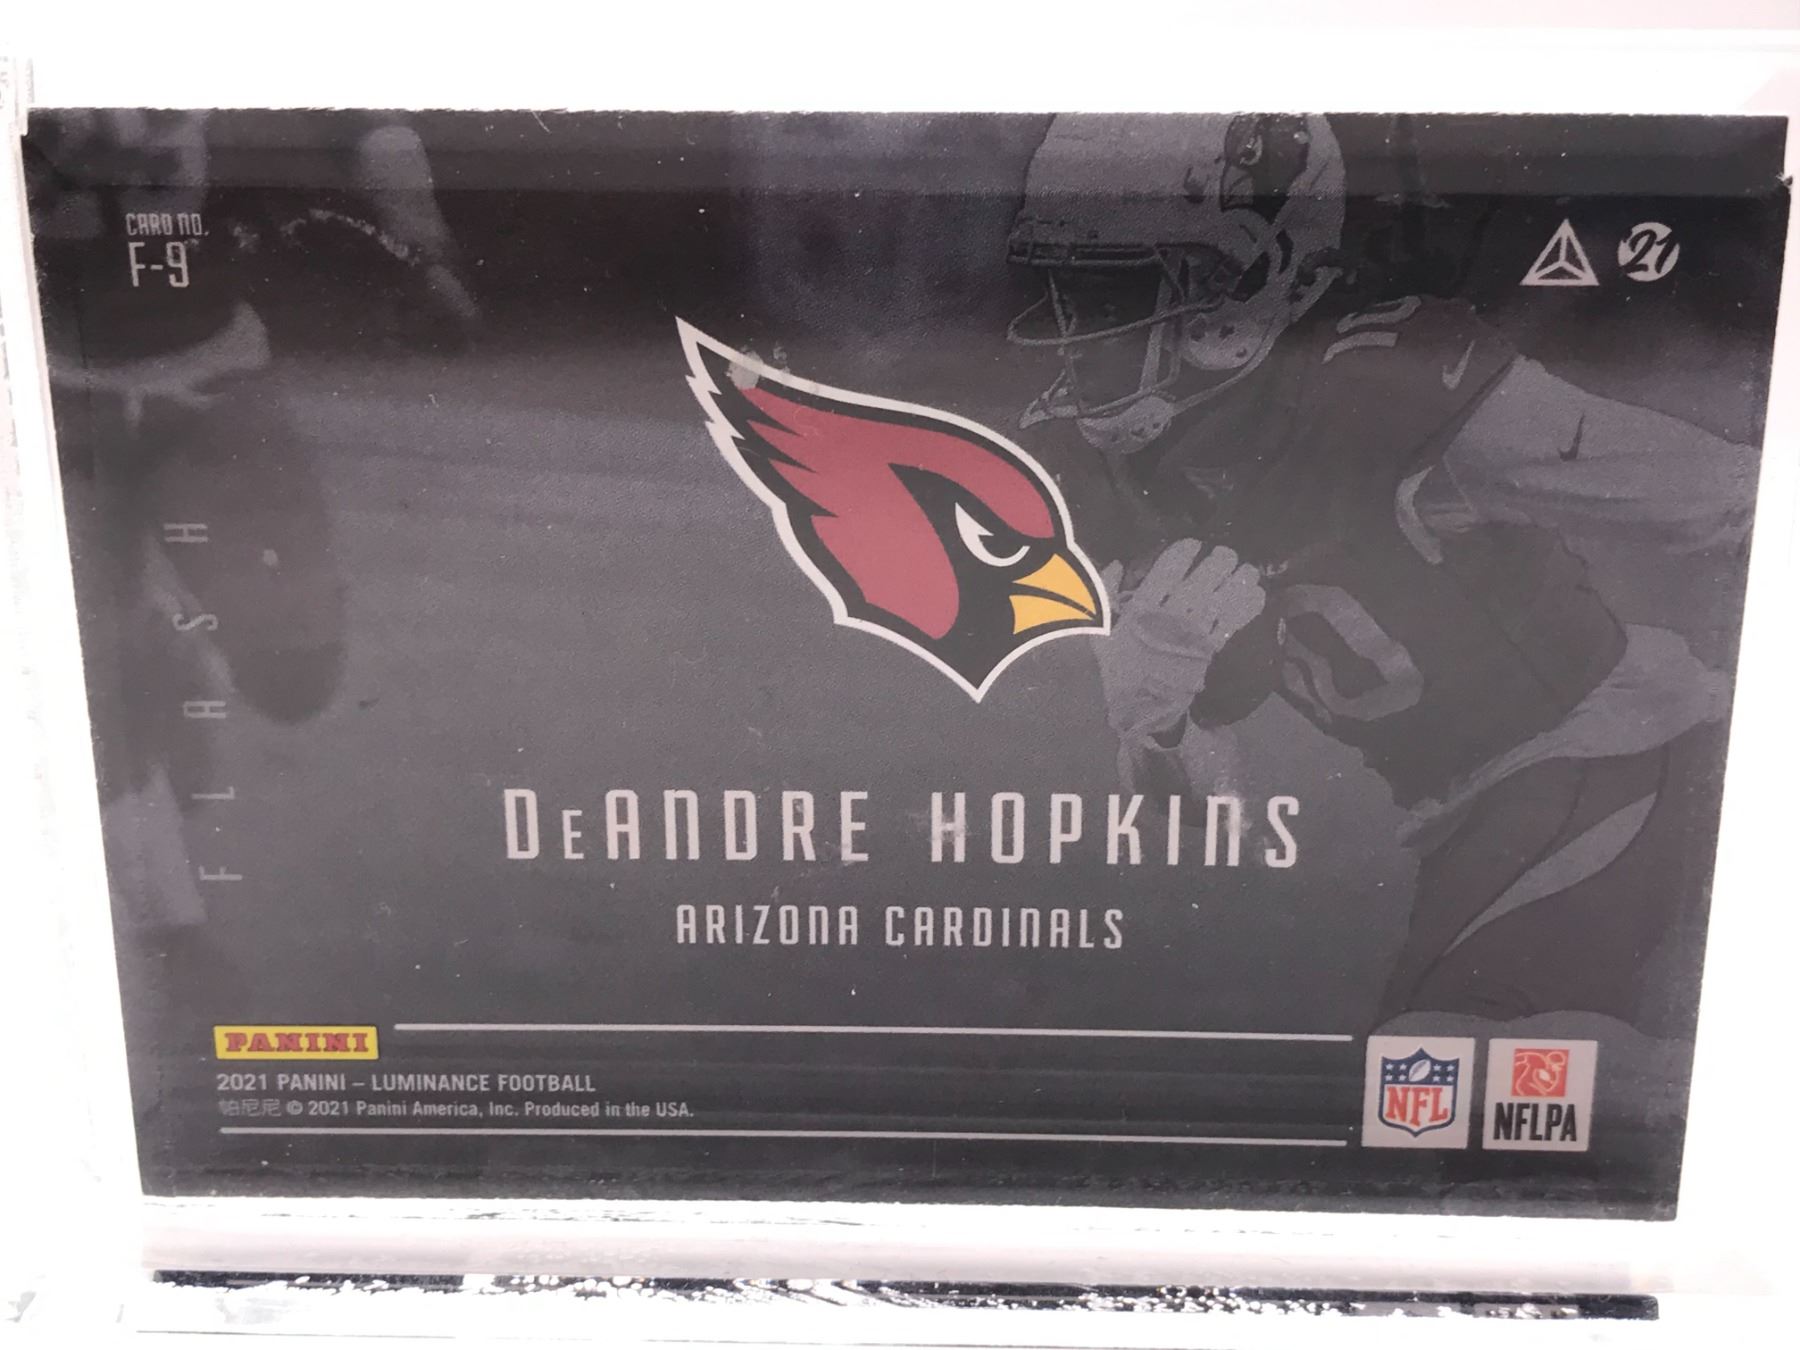 CARD NO.
F-9
21
FLASH
DeANDRE HOPKINS
ARIZONA CARDINALS
PANINI
2021 PANINI – LUMINANCE FOOTBALL
帕尼尼 © 2021 Panini America, Inc. Produced in the USA.
NFL
NFLPA